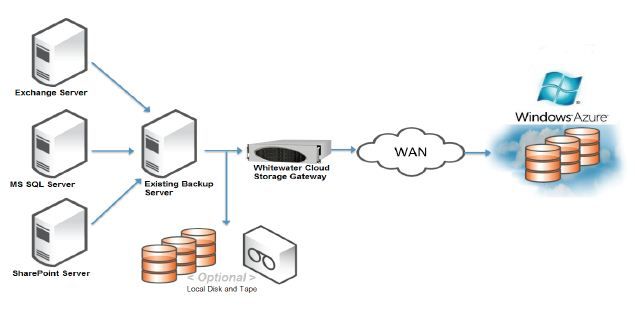 Exchange Server
MS SQL Server
SharePoint Server
Existing Backup
Server
Whitewater Cloud
Storage Gateway
WAN
Windows Azure
< Optional >
Local Disk and Tape